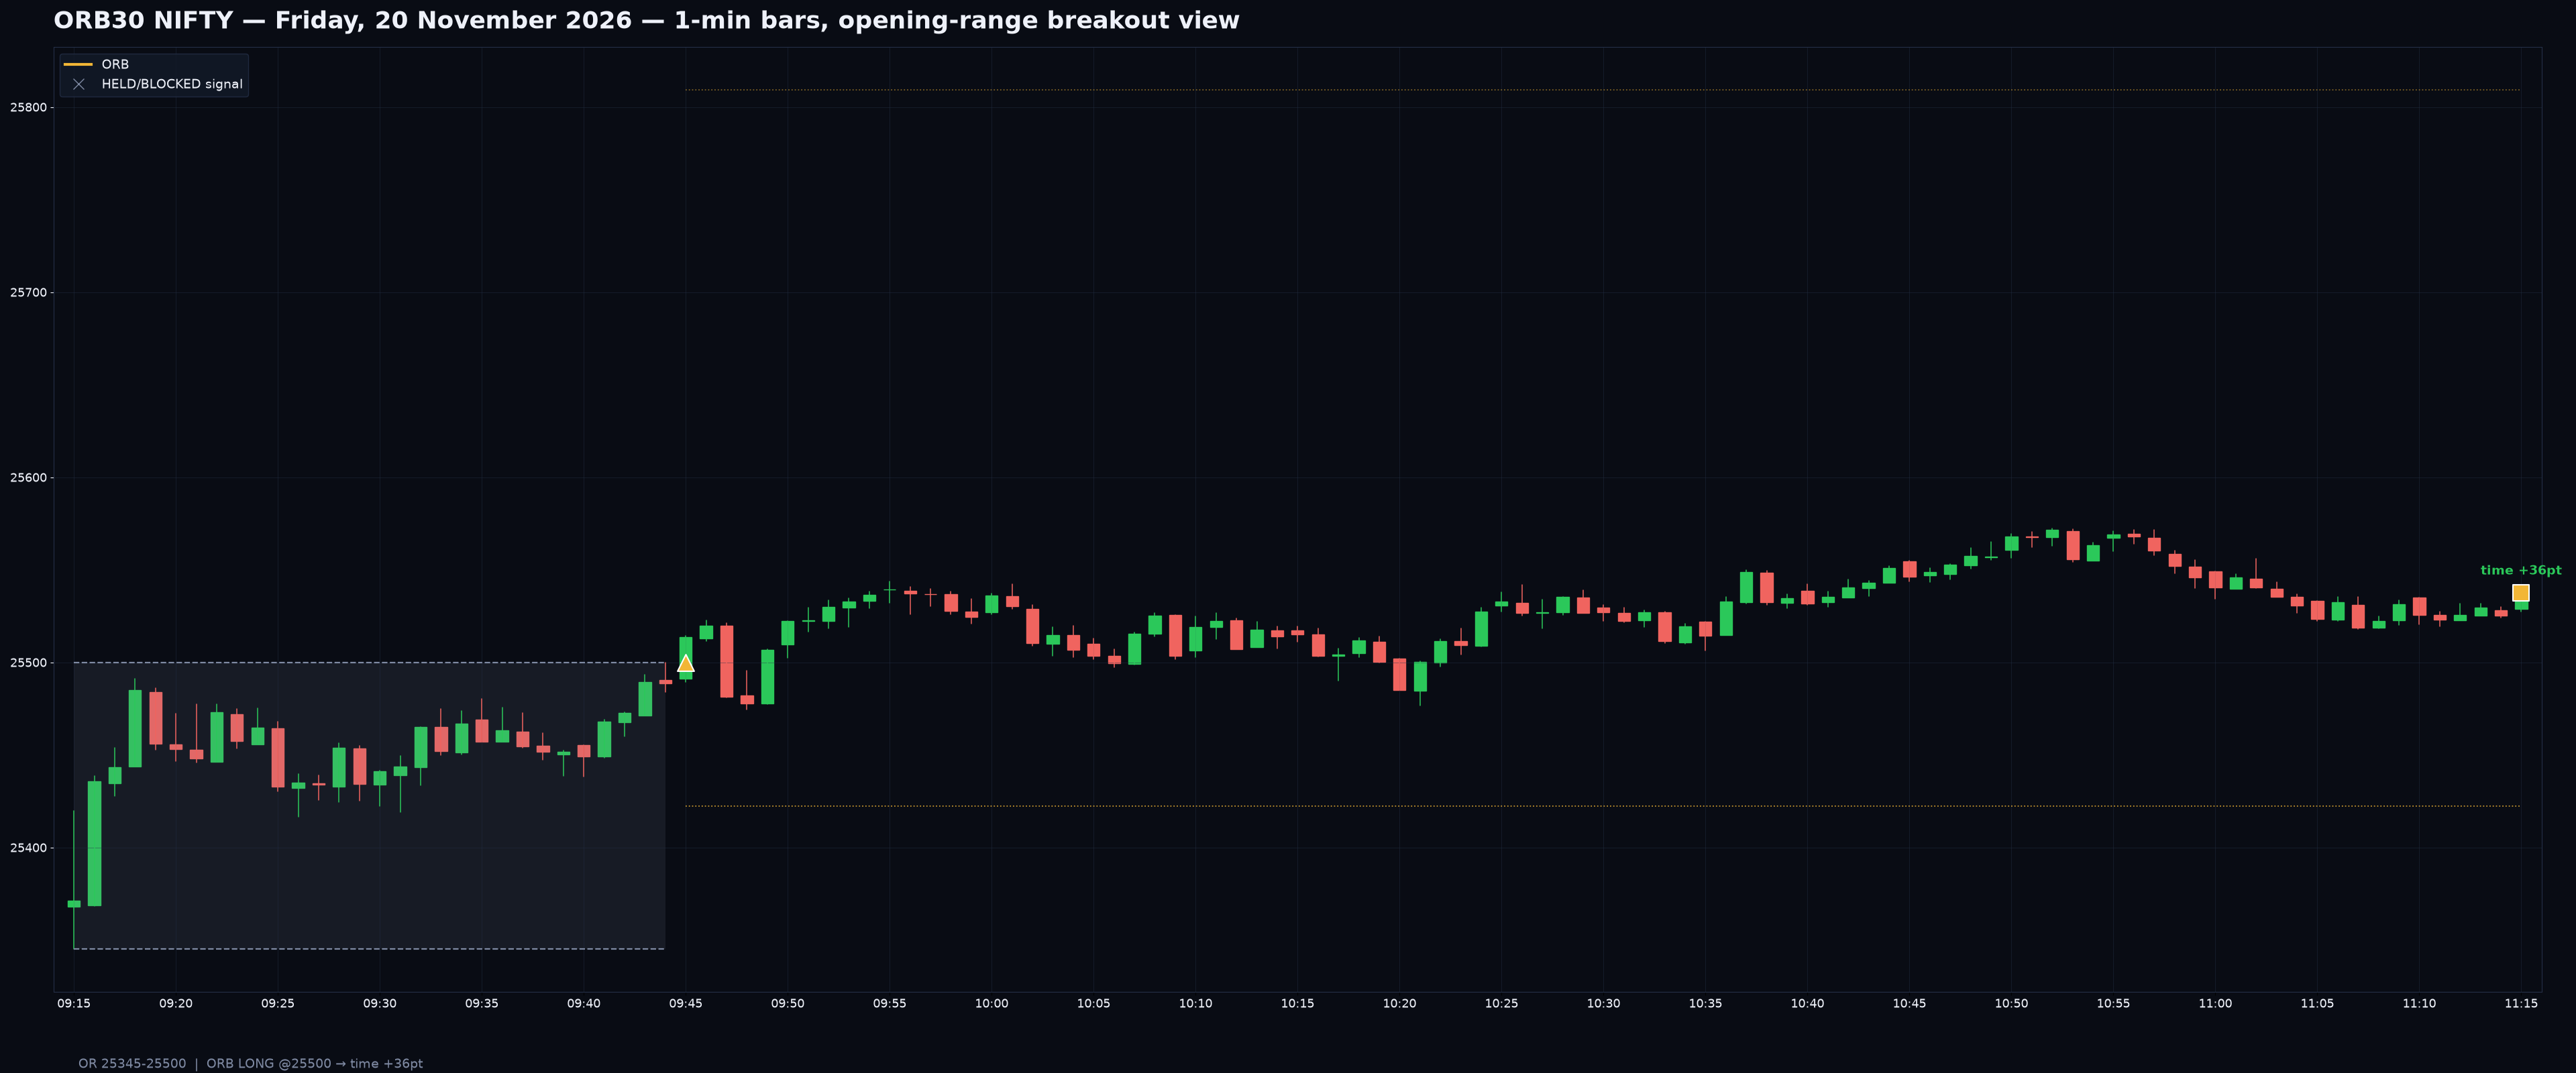 ORB30 NIFTY — Friday, 20 November 2026 — 1-min bars, opening-range breakout view
ORB
HELD/BLOCKED signal
25800
25700
25600
25500
25400
time +36pt
09:15 09:20 09:25 09:30 09:35 09:40 09:45 09:50 09:55 10:00 10:05 10:10 10:15 10:20 10:25 10:30 10:35 10:40 10:45 10:50 10:55 11:00 11:05 11:10 11:15
OR 25345-25500 | ORB LONG @25500 → time +36pt